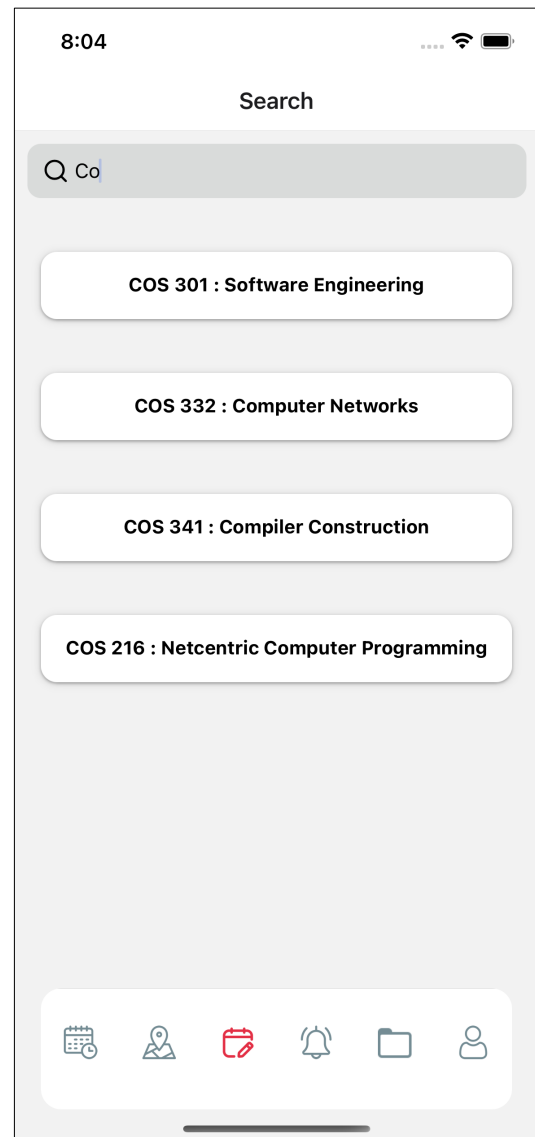 8:04
Search
Co
COS 301 : Software Engineering
COS 332 : Computer Networks
COS 341 : Compiler Construction
COS 216 : Netcentric Computer Programming